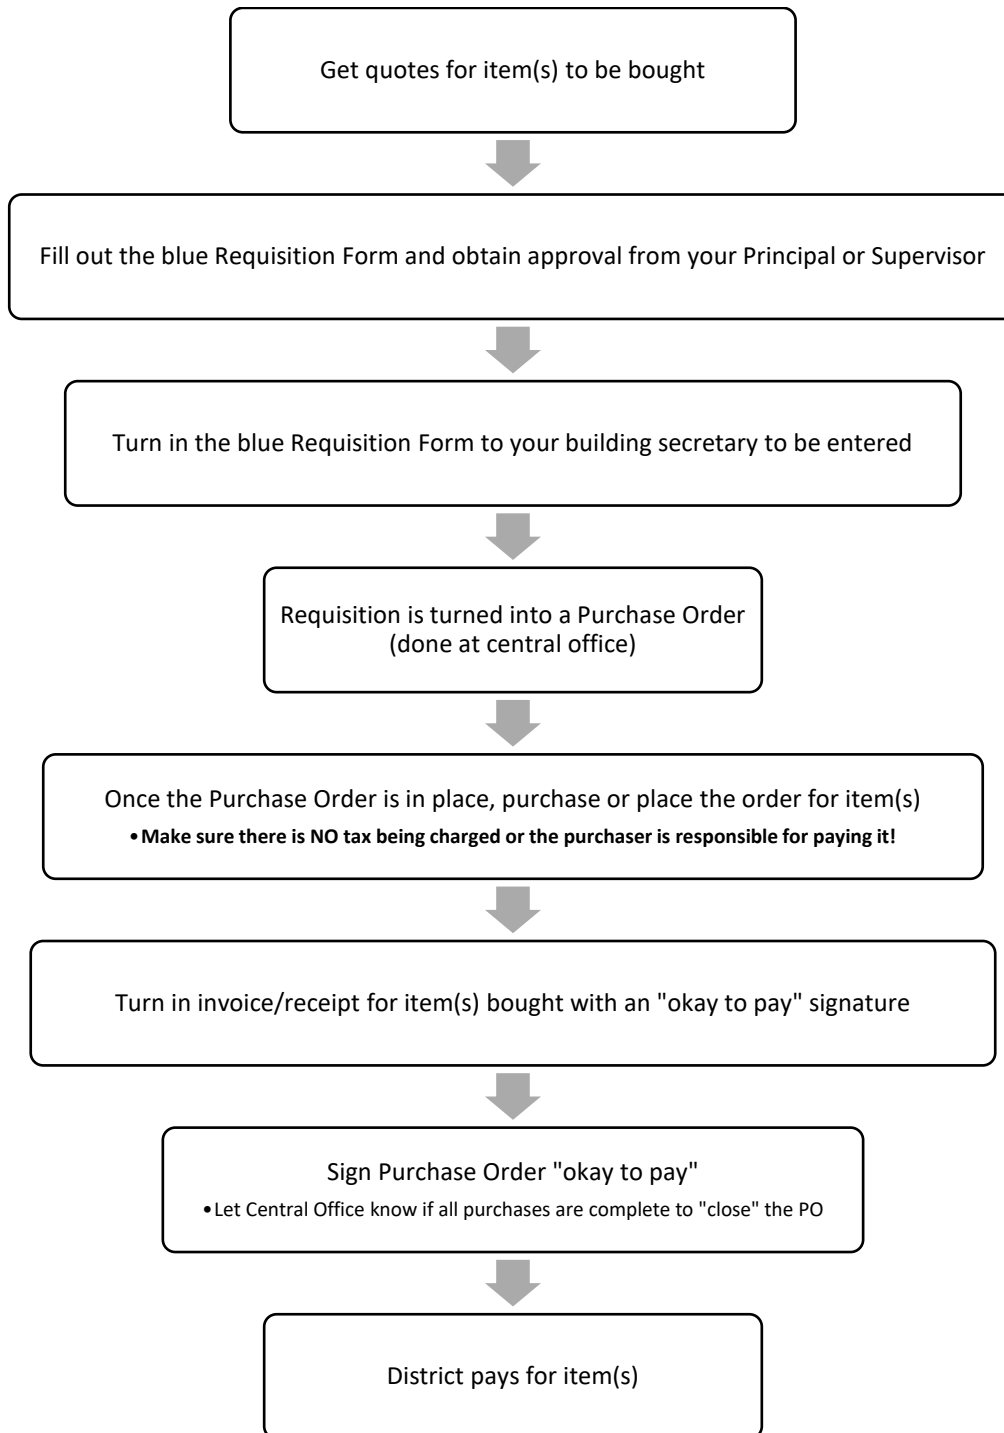 Get quotes for item(s) to be bought
Fill out the blue Requisition Form and obtain approval from your Principal or Supervisor
Turn in the blue Requisition Form to your building secretary to be entered
Requisition is turned into a Purchase Order
(done at central office)
Once the Purchase Order is in place, purchase or place the order for item(s)
•Make sure there is NO tax being charged or the purchaser is responsible for paying it!
Turn in invoice/receipt for item(s) bought with an "okay to pay" signature
Sign Purchase Order "okay to pay"
•Let Central Office know if all purchases are complete to "close" the PO
District pays for item(s)